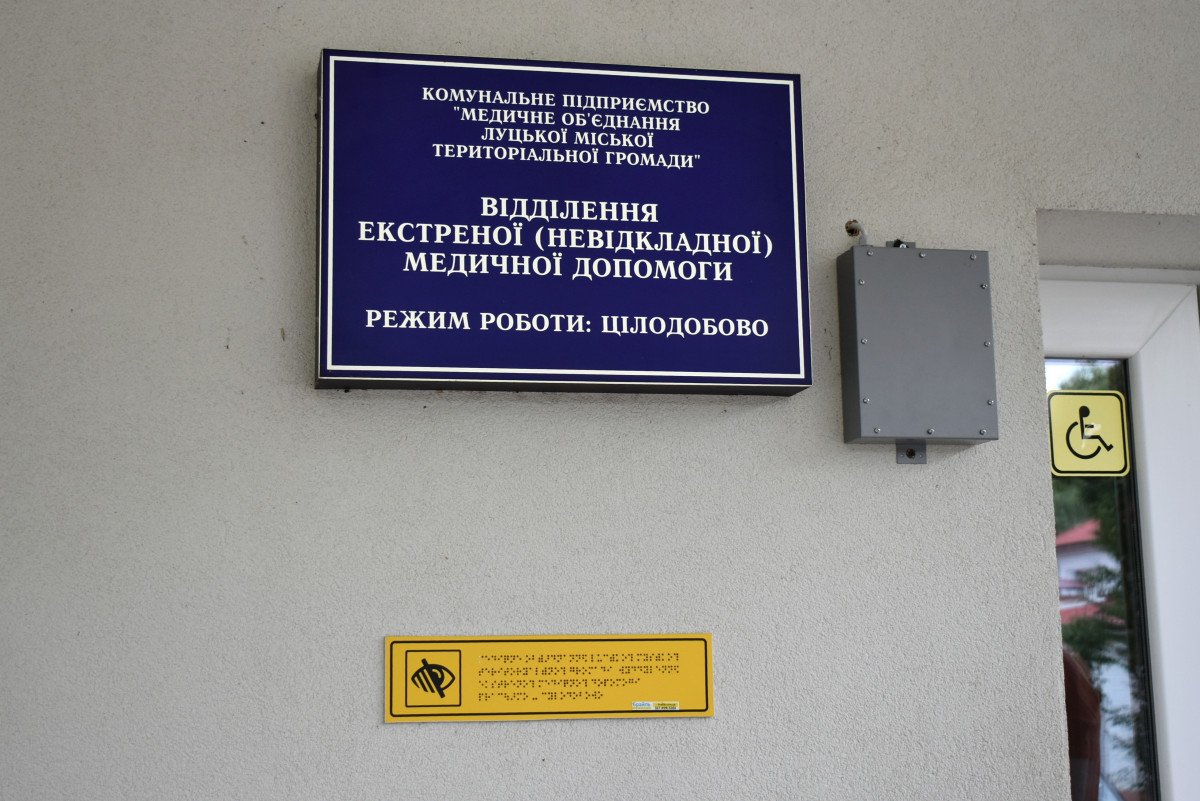 КОМУНАЛЬНЕ ПІДПРИЄМСТВО
"МЕДИЧНЕ ОБ'ЄДНАННЯ
ЛУЦЬКОЇ МІСЬКОЇ
ТЕРИТОРІАЛЬНОЇ ГРОМАДИ"
ВІДДІЛЕННЯ
ЕКСТРЕНОЇ (НЕВІДКЛАДНОЇ)
МЕДИЧНОЇ ДОПОМОГИ
РЕЖИМ РОБОТИ: ЦІЛОДОБОВО